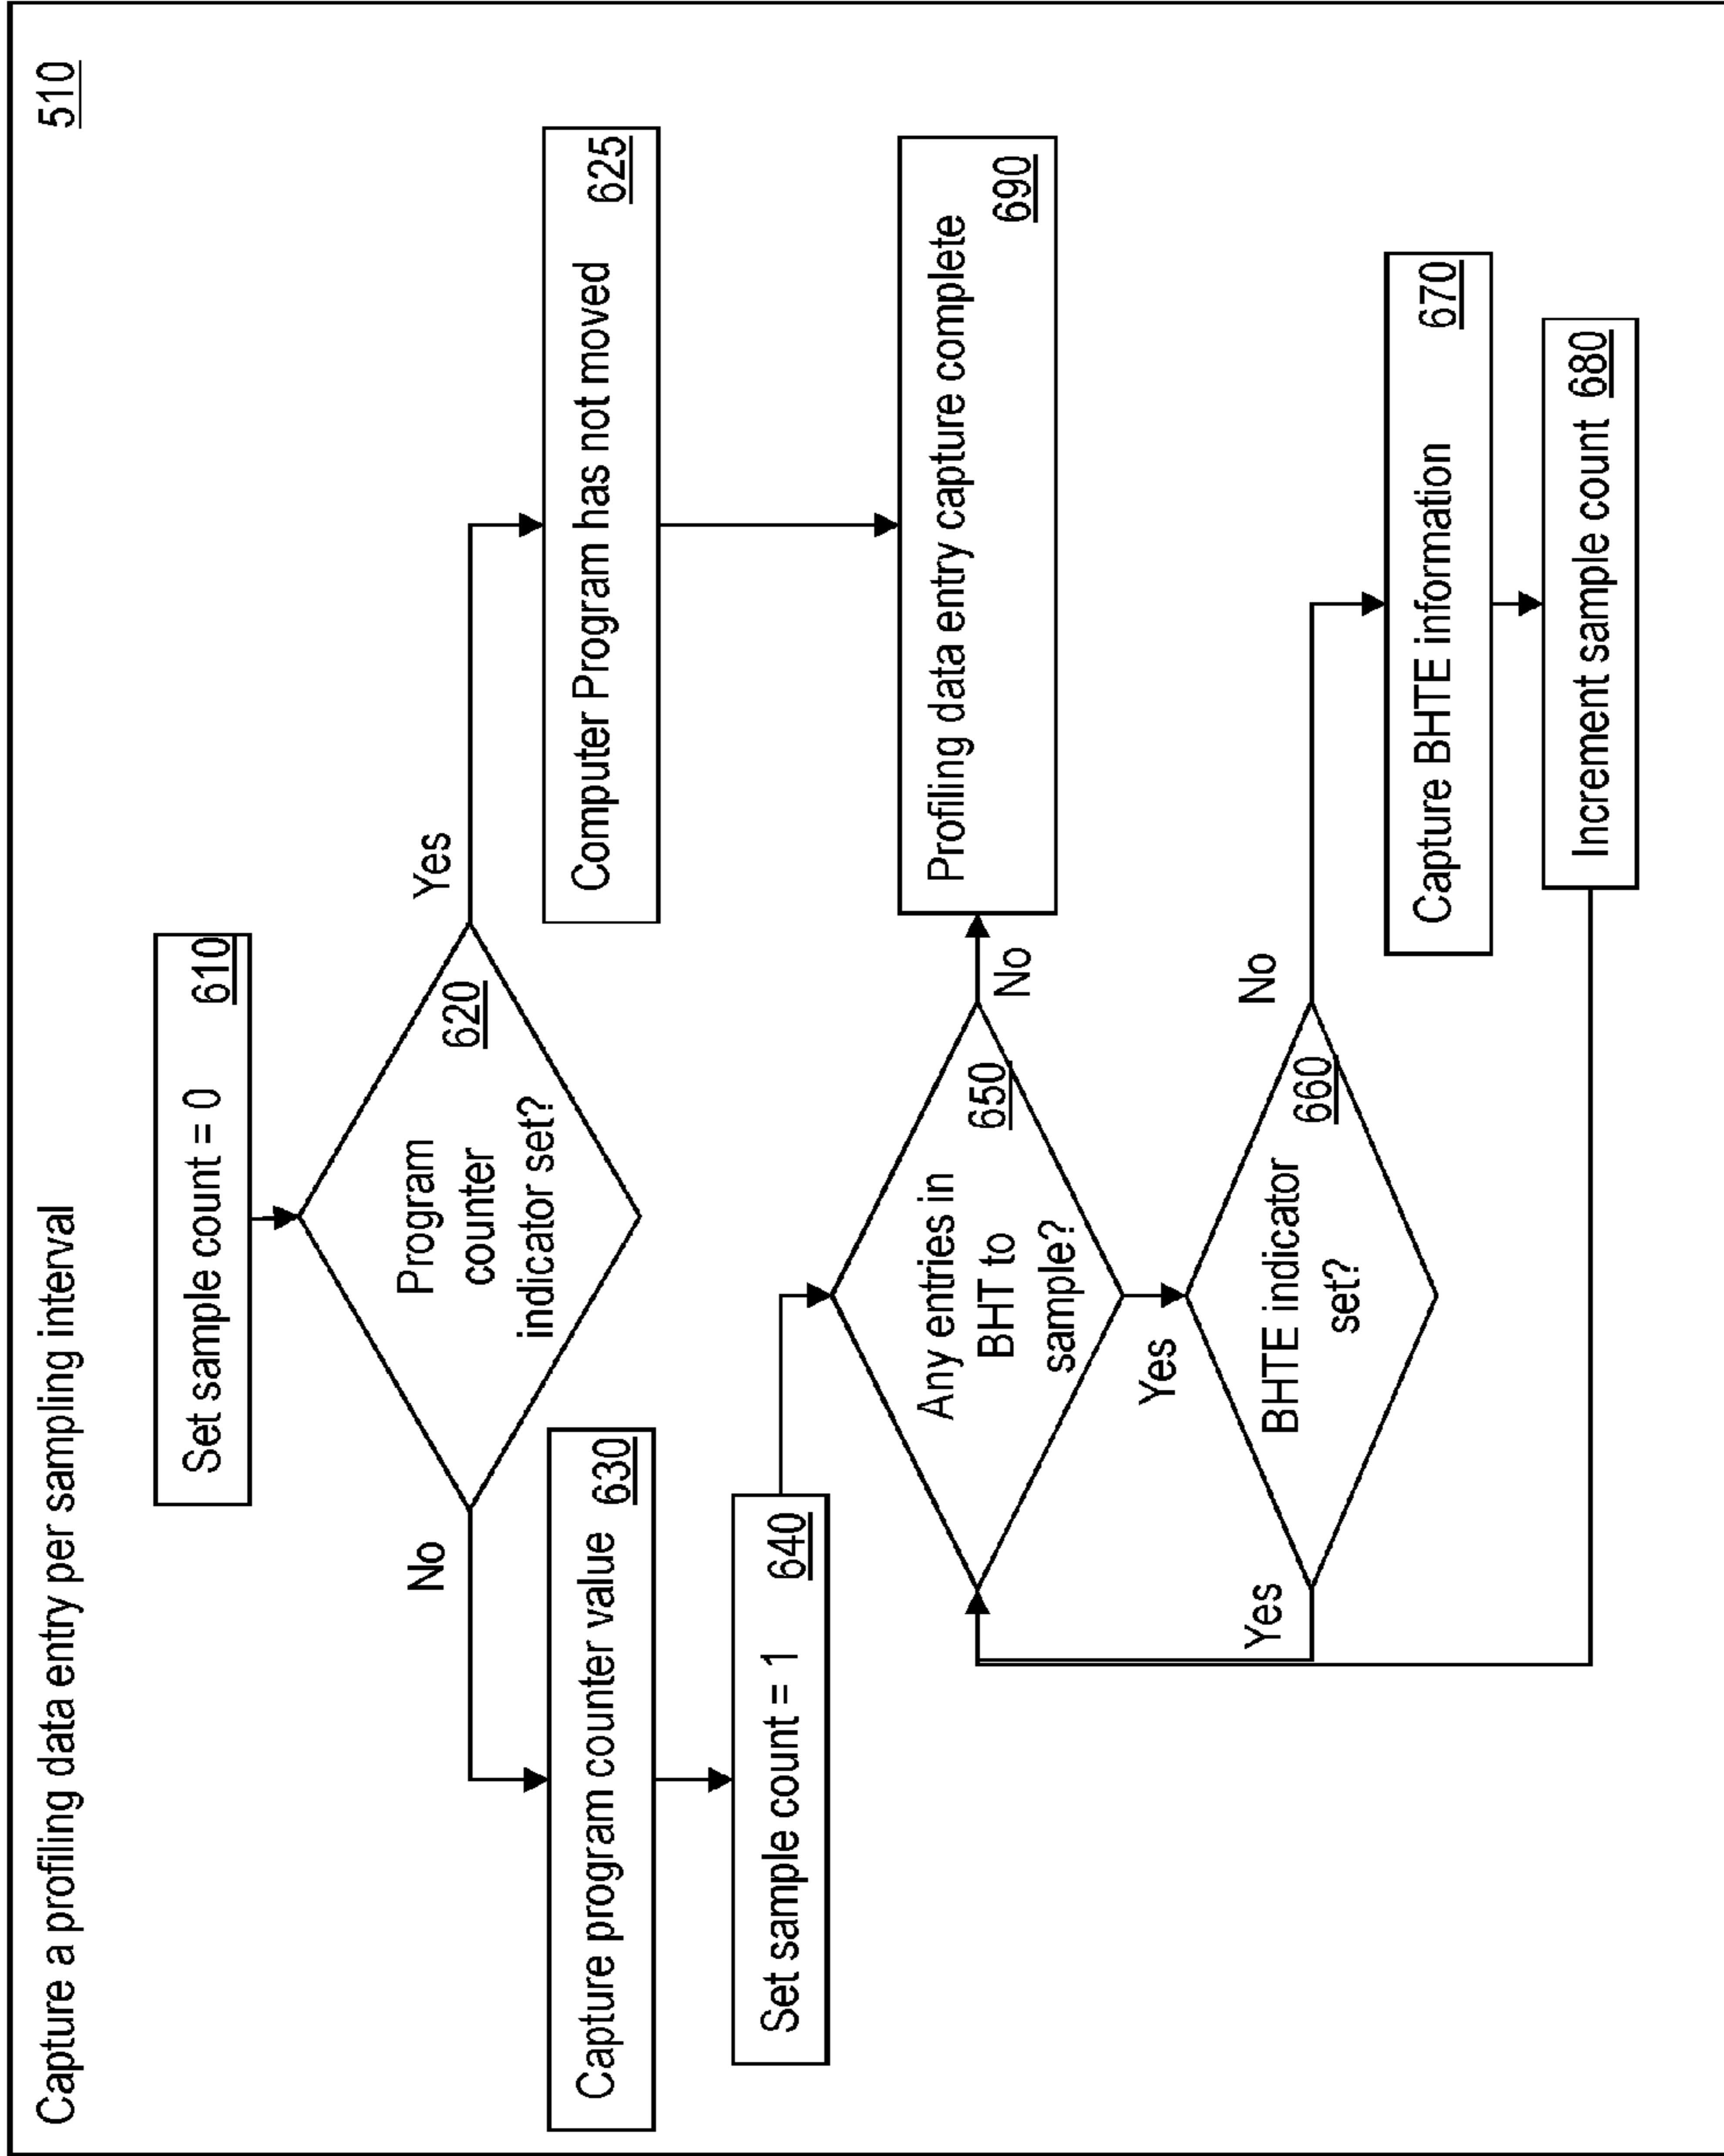 Capture a profiling data entry per sampling interval
510
Set sample count = 0 610
Program
counter
indicator set?
620
Yes
No
Computer Program has not moved 625
Capture program counter value 630
Set sample count = 1 640
Any entries in
BHT to
sample?
650
No
Yes
Profiling data entry capture complete
690
BHTE indicator
set?
660
No
Yes
Capture BHTE information 670
Increment sample count 680